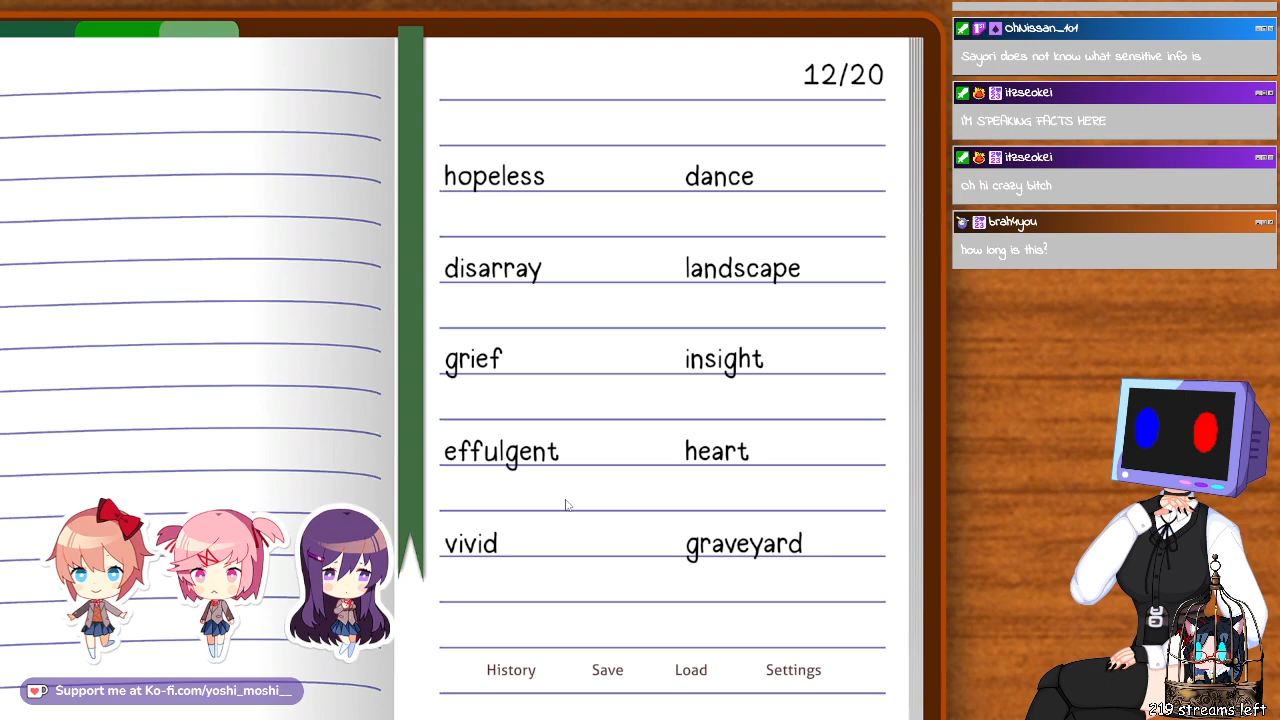 12/20
hopeless dance
disarray landscape
grief insight
effulgent heart
vivid graveyard
History Save Load Settings
Support me at Ko-fi.com/yoshi_moshi__
OhNissan_101
Sayori does not know what sensitive info is
itzseokei
I'M SPEAKING FACTS HERE
itzseokei
Oh hi crazy bitch
brah4you
how long is this?
219 streams left